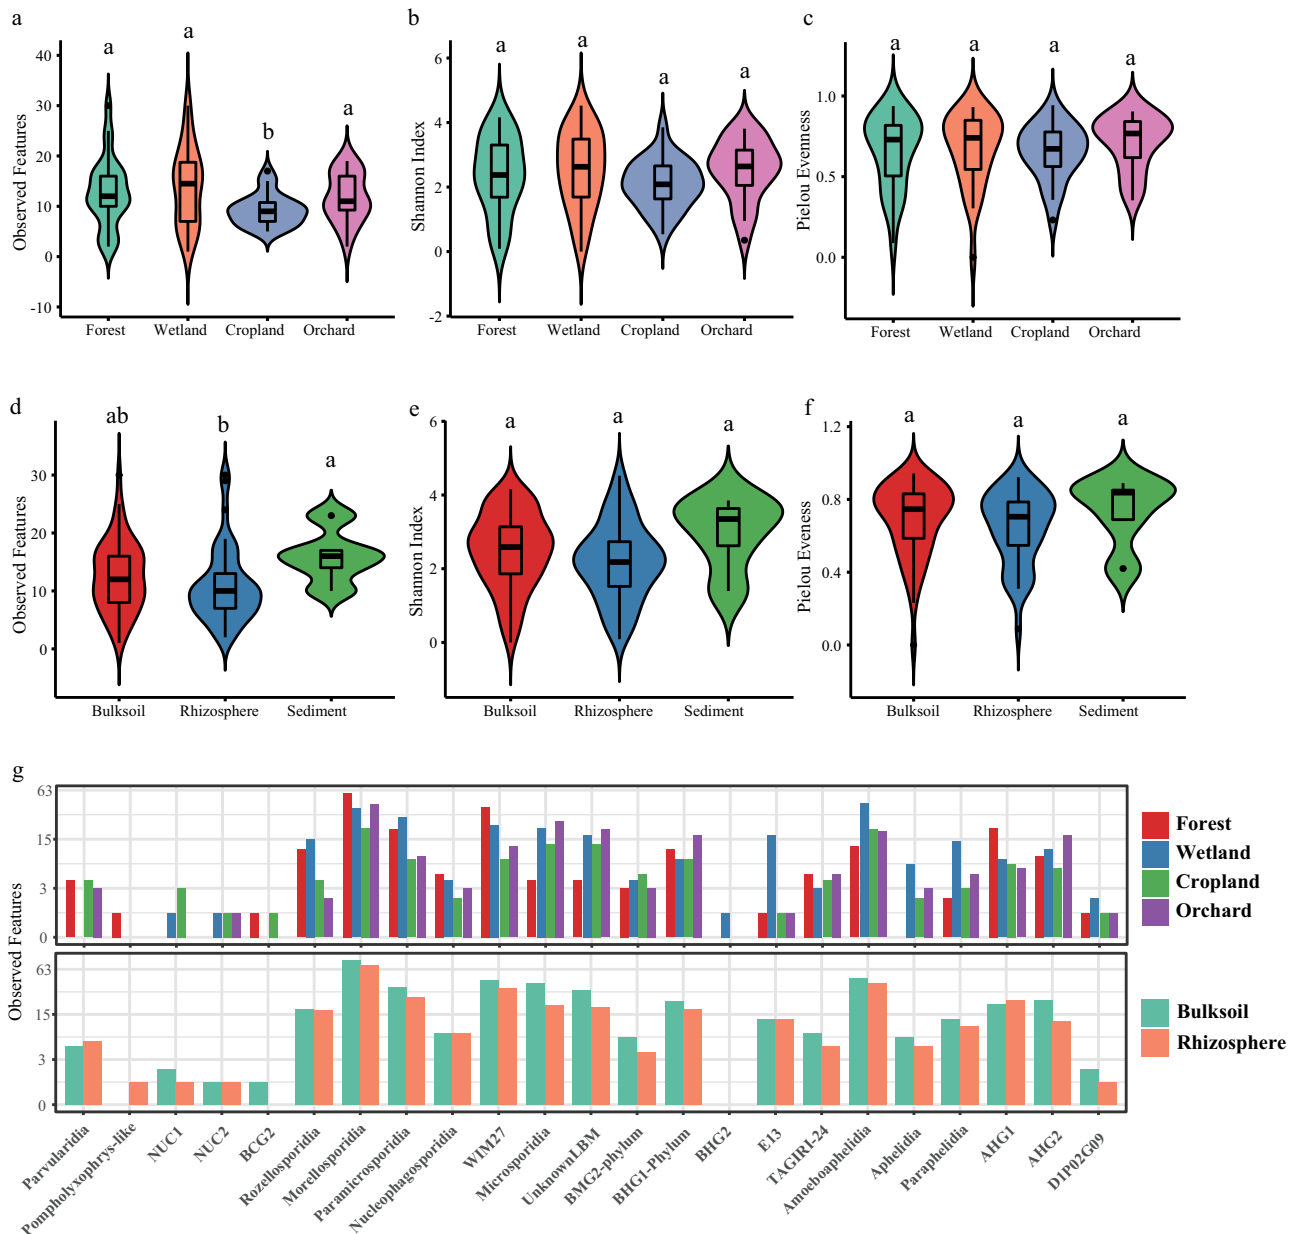 a
b
c
a
a
b
a
a
a
a
a
a
a
a
a
Observed Features
40
30
20
10
0
-10
Shannon Index
6
4
2
0
-2
Pielou Evenness
1.0
0.5
0.0
Forest Wetland Cropland Orchard
Forest Wetland Cropland Orchard
Forest Wetland Cropland Orchard
d
e
f
ab
b
a
a
a
a
a
a
a
Observed Features
30
20
10
0
Shannon Index
6
4
2
0
Pielou Eveness
1.2
0.8
0.4
0.0
Bulksoil Rhizosphere Sediment
Bulksoil Rhizosphere Sediment
Bulksoil Rhizosphere Sediment
g
Observed Features
63
15
3
0
Forest
Wetland
Cropland
Orchard
Observed Features
63
15
3
0
Bulksoil
Rhizosphere
Parvularidia
Pompholyxophrys-like
NUC1
NUC2
BCG2
Rozellosporidia
Morellosporidia
Paramicrosporidia
Nucleophagosporidia
WIM27
Microsporidia
UnknownLBM
BMG2-phylum
BHG1-Phylum
BHG2
E13
TAGIRI-24
Amoeboaphelidia
Aphelidia
Paraphelidia
AHG1
AHG2
D1P02G09